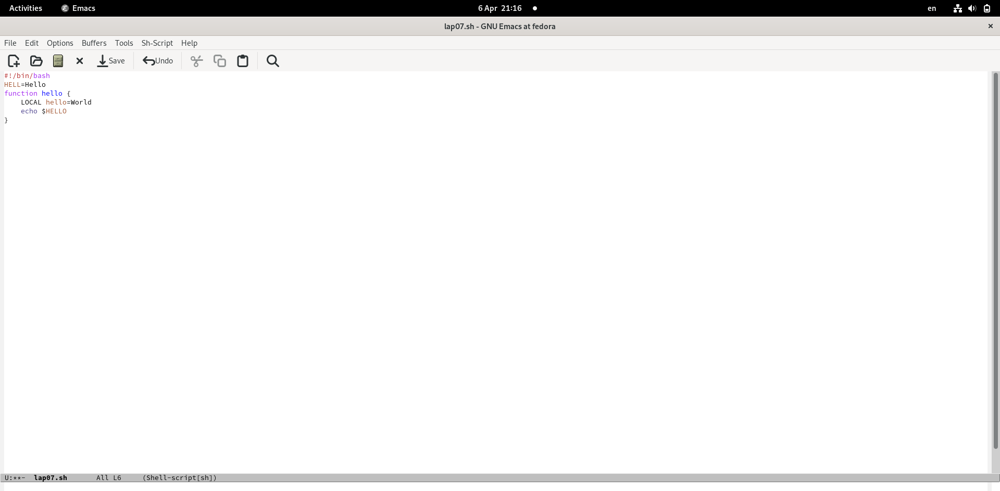 Activities Emacs 6 Apr 21:16 en
lap07.sh - GNU Emacs at fedora
File Edit Options Buffers Tools Sh-Script Help
Save Undo
#!/bin/bash
HELL=Hello
function hello {
    LOCAL hello=World
    echo $HELLO
}
U:**-  lap07.sh       All L6     (Shell-script[sh])